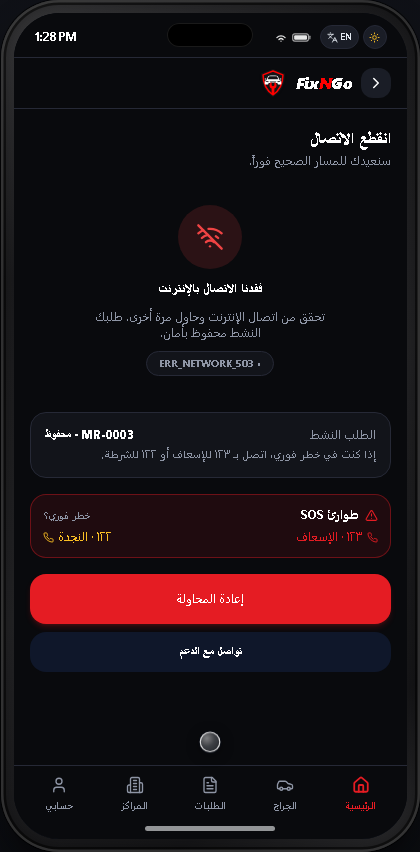 1:28 PM
EN
FixNGo
انقطع الاتصال
سنعيدك للمسار الصحيح فوراً.
فقدنا الاتصال بالإنترنت
تحقق من اتصال الإنترنت وحاول مرة أخرى. طلبك
النشط محفوظ بأمان.
ERR_NETWORK_503 •
الطلب النشط
MR-0003 - محفوظ
إذا كنت في خطر فوري، اتصل بـ ١٢٣ للإسعاف أو ١٢٢ للشرطة.
طوارئ SOS
خطر فوري؟
١٢٣ · الإسعاف
١٢٢ · النجدة
إعادة المحاولة
تواصل مع الدعم
الرئيسية
الجراج
الطلبات
المراكز
حسابي